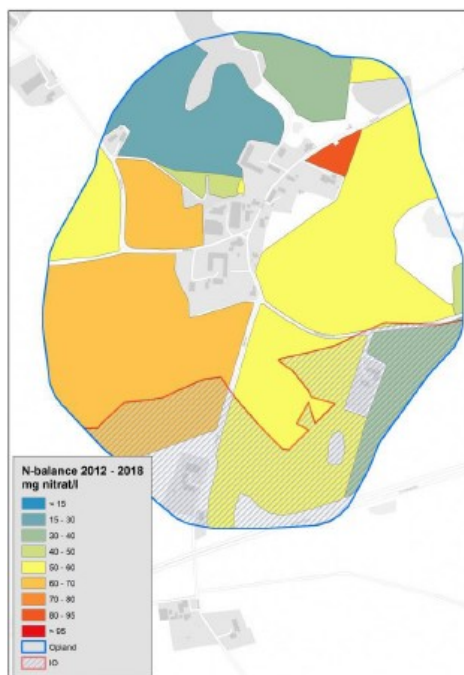 N-balance 2012 - 2018
mg nitrat/l
< 15
15 - 30
30 - 40
40 - 50
50 - 60
60 - 70
70 - 80
80 - 95
> 95
Opland
IO